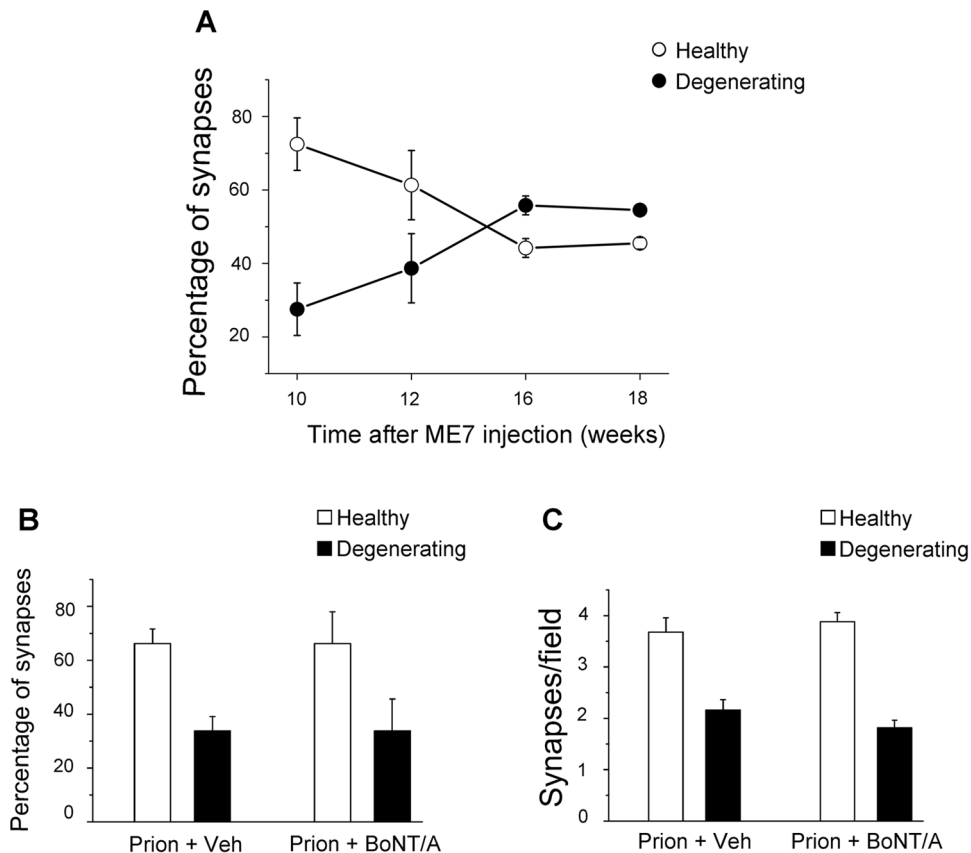 A
Healthy
Degenerating
Percentage of synapses
80
60
40
20
10
12
16
18
Time after ME7 injection (weeks)
B
Healthy
Degenerating
Percentage of synapses
80
60
40
20
0
Prion + Veh
Prion + BoNT/A
C
Healthy
Degenerating
Synapses/field
4
3
2
1
0
Prion + Veh
Prion + BoNT/A